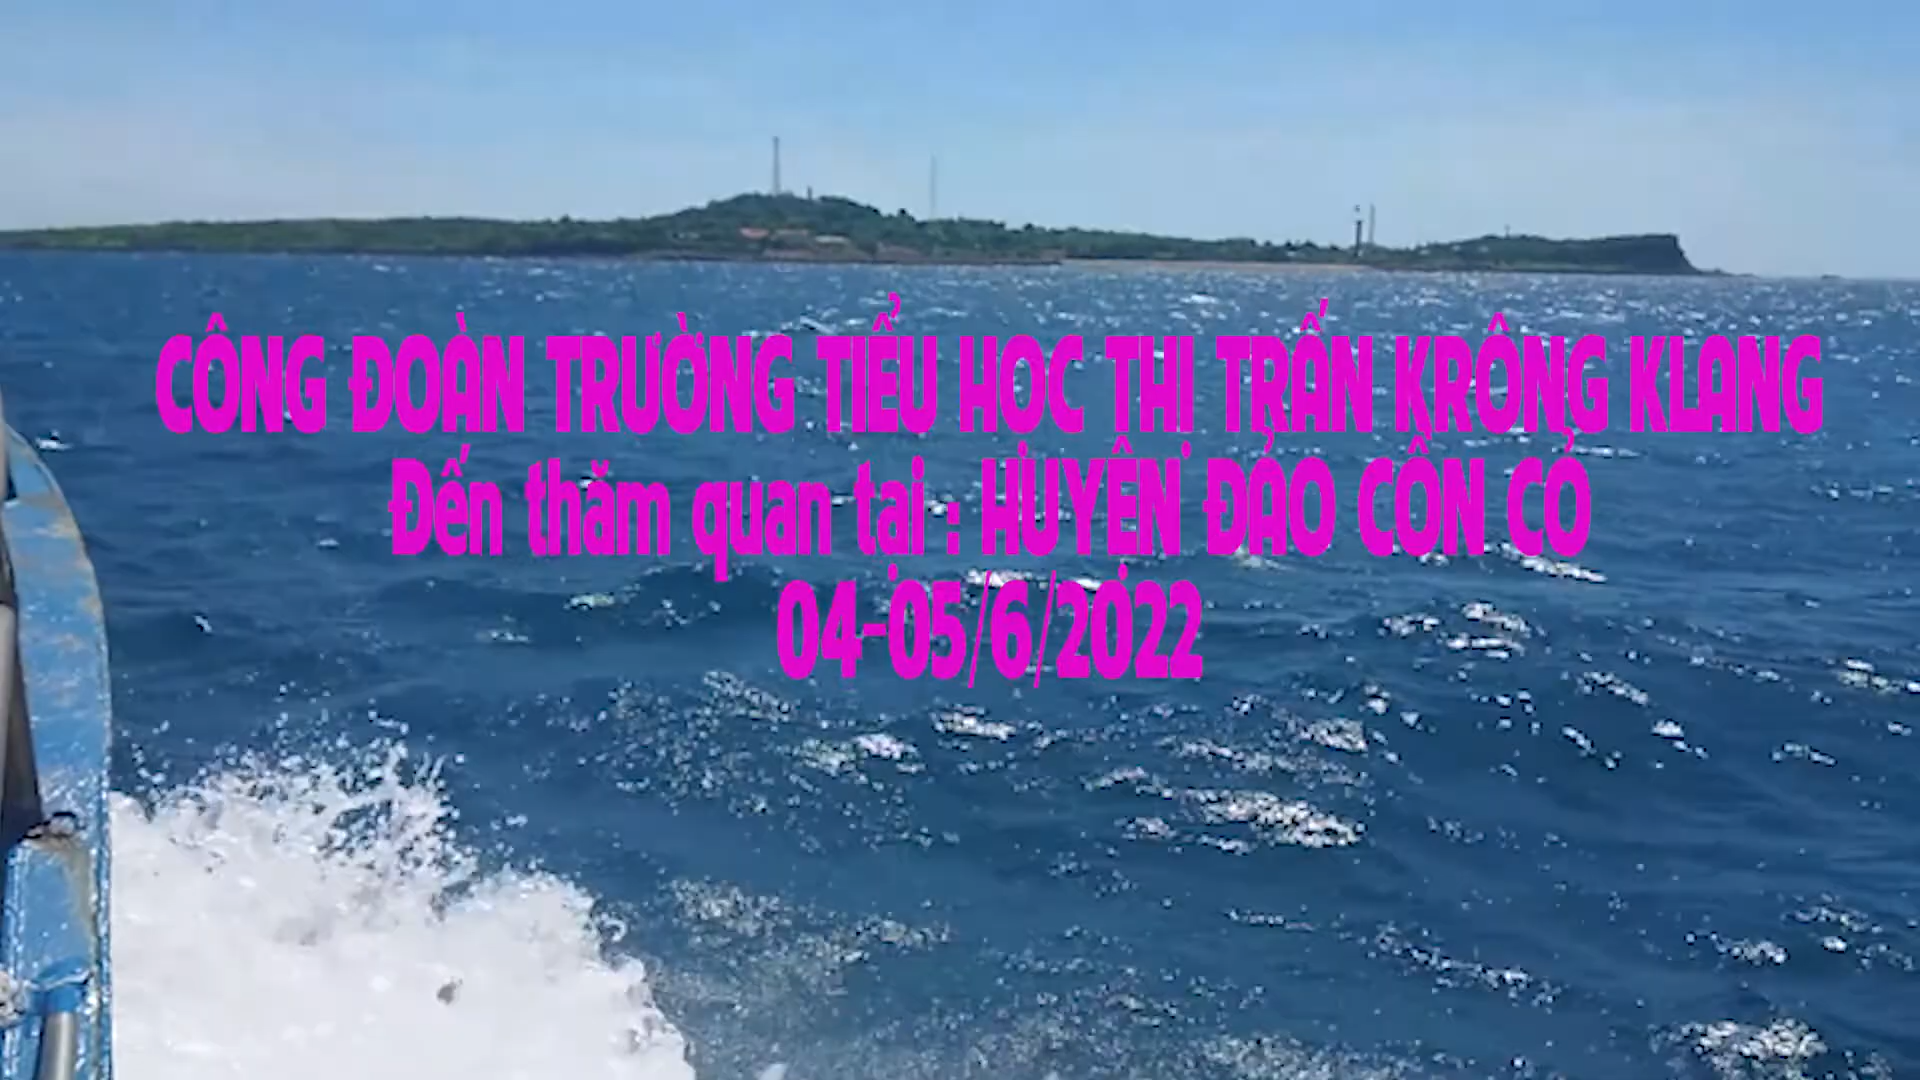 CÔNG ĐOÀN TRƯỜNG TIỂU HỌC THỊ TRẤN KRÔNG KLANG
Đến thăm quan tại : HUYỆN ĐẢO CỒN CỎ
04-05/6/2022